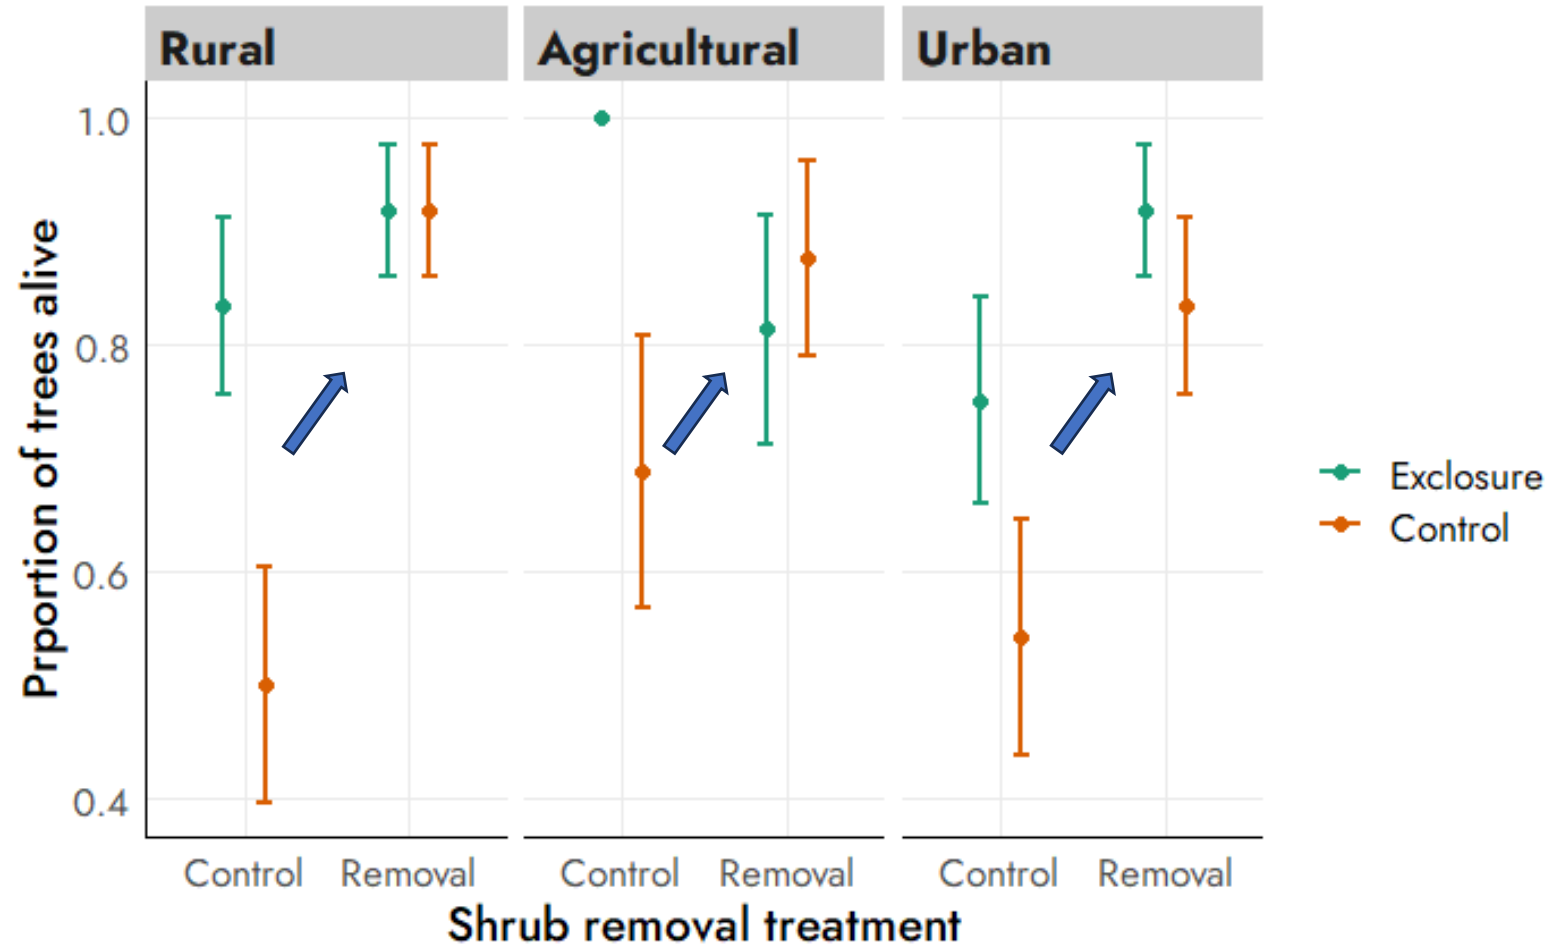 Rural
Agricultural
Urban
Prportion of trees alive
1.0
0.8
0.6
0.4
Control Removal Control Removal Control Removal
Shrub removal treatment
Exclosure
Control